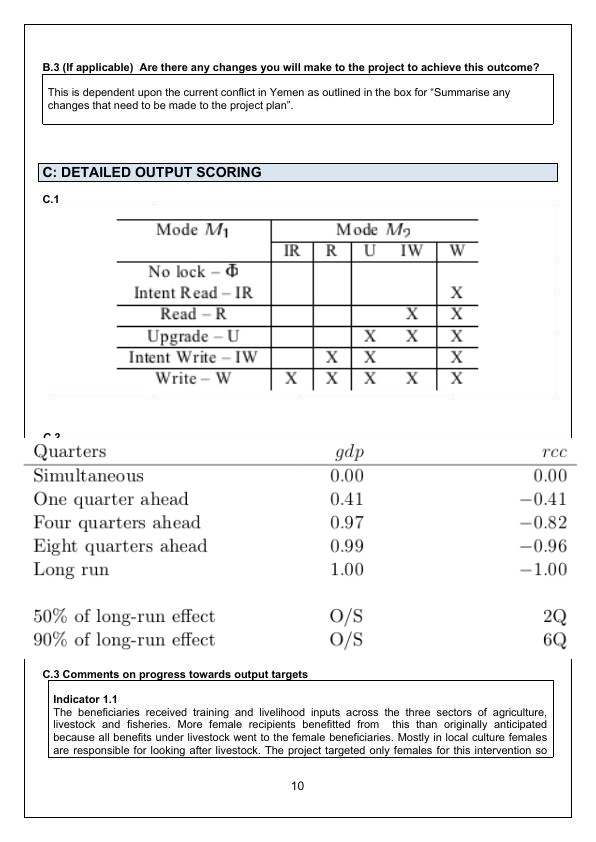 B.3 (If applicable) Are there any changes you will make to the project to achieve this outcome?
This is dependent upon the current conflict in Yemen as outlined in the box for “Summarise any
changes that need to be made to the project plan”.
C: DETAILED OUTPUT SCORING
C.1
Mode M₁ Mode M₂
IR R U IW W
No lock – Φ
Intent Read – IR X
Read – R X X
Upgrade – U X X X
Intent Write – IW X X X
Write – W X X X X X
C.2
Quarters gdp rcc
Simultaneous 0.00 0.00
One quarter ahead 0.41 −0.41
Four quarters ahead 0.97 −0.82
Eight quarters ahead 0.99 −0.96
Long run 1.00 −1.00
50% of long-run effect O/S 2Q
90% of long-run effect O/S 6Q
C.3 Comments on progress towards output targets
Indicator 1.1
The beneficiaries received training and livelihood inputs across the three sectors of agriculture,
livestock and fisheries. More female recipients benefitted from this than originally anticipated
because all benefits under livestock went to the female beneficiaries. Mostly in local culture females
are responsible for looking after livestock. The project targeted only females for this intervention so
10